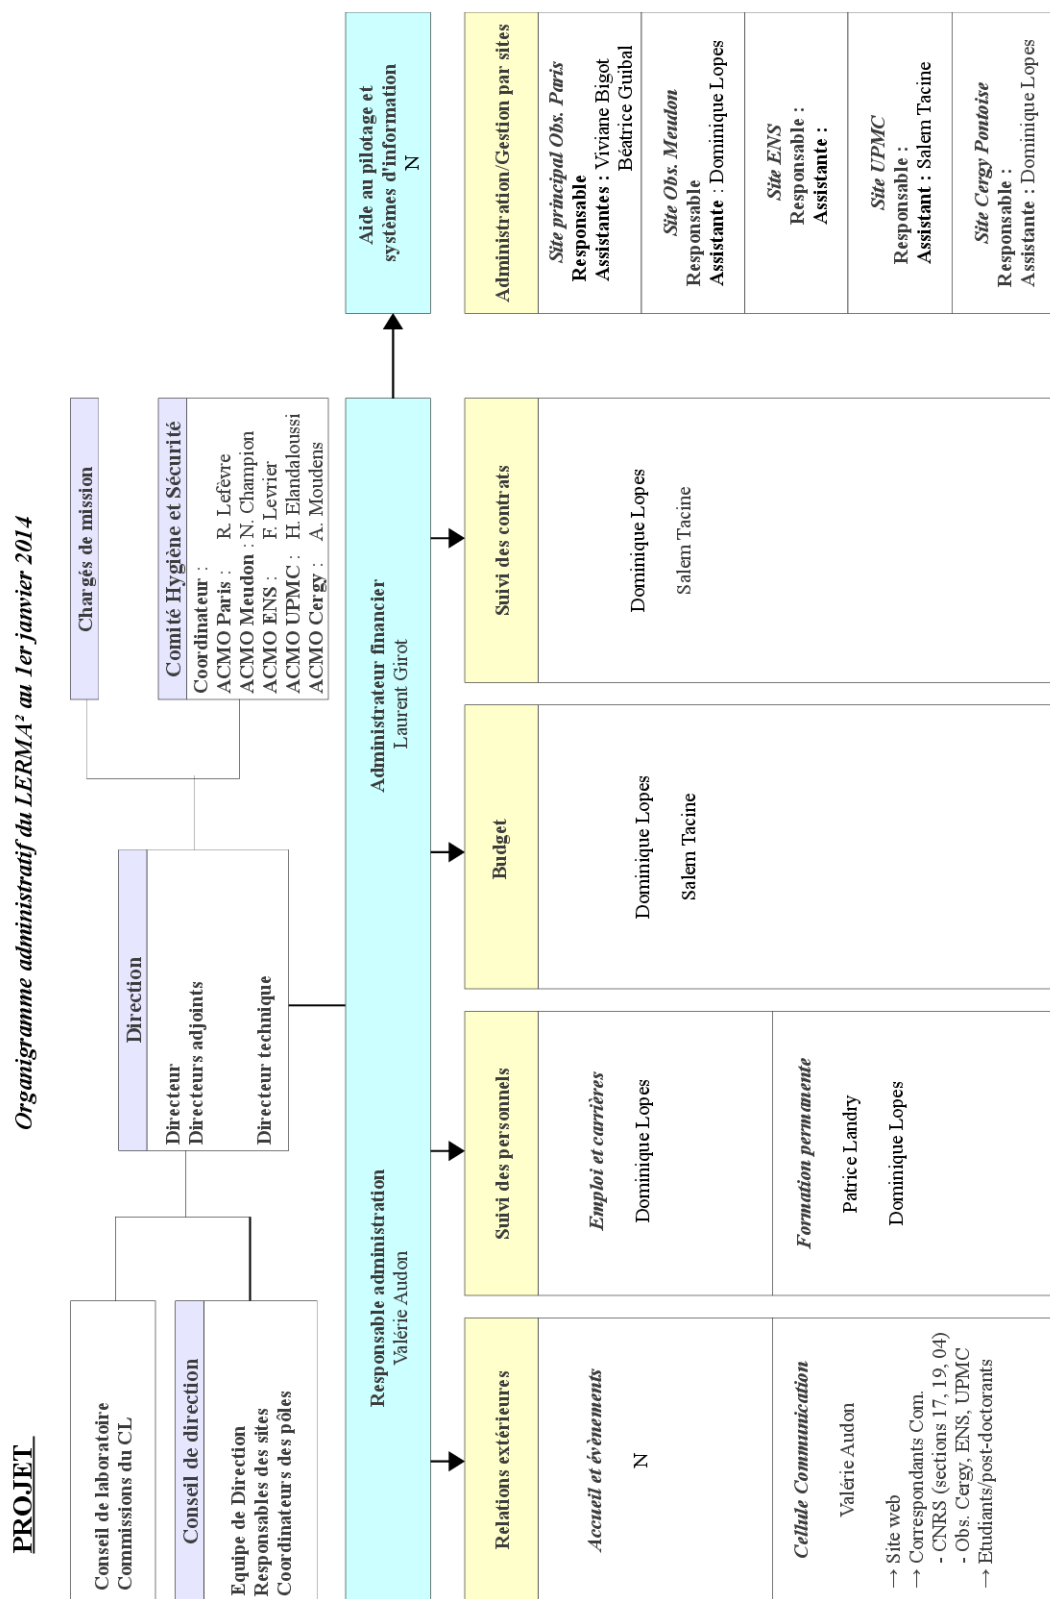 PROJET
Organigramme administratif du LERMA² au 1er janvier 2014
Conseil de laboratoire
Commissions du CL
Conseil de direction
Equipe de Direction
Responsables des sites
Coordinateurs des pôles
Direction
Directeur
Directeurs adjoints
Directeur technique
Chargés de mission
Comité Hygiène et Sécurité
Coordinateur :
ACMO Paris : R. Lefèvre
ACMO Meudon : N. Champion
ACMO ENS : F. Levrier
ACMO UPMC : H. Elandaloussi
ACMO Cergy : A. Moudens
Responsable administration
Valérie Audon
Administrateur financier
Laurent Girot
Aide au pilotage et
systèmes d'information
N
Relations extérieures
Accueil et évènements
N
Cellule Communication
Valérie Audon
→ Site web
→ Correspondants Com.
- CNRS (sections 17, 19, 04)
- Obs. Cergy, ENS, UPMC
→ Etudiants/post-doctorants
Suivi des personnels
Emploi et carrières
Dominique Lopes
Formation permanente
Patrice Landry
Dominique Lopes
Budget
Dominique Lopes
Salem Tacine
Suivi des contrats
Dominique Lopes
Salem Tacine
Administration/Gestion par sites
Site principal Obs. Paris
Responsable
Assistantes : Viviane Bigot
Béatrice Guibal
Site Obs. Meudon
Responsable
Assistante : Dominique Lopes
Site ENS
Responsable :
Assistante :
Site UPMC
Responsable :
Assistant : Salem Tacine
Site Cergy Pontoise
Responsable :
Assistante : Dominique Lopes